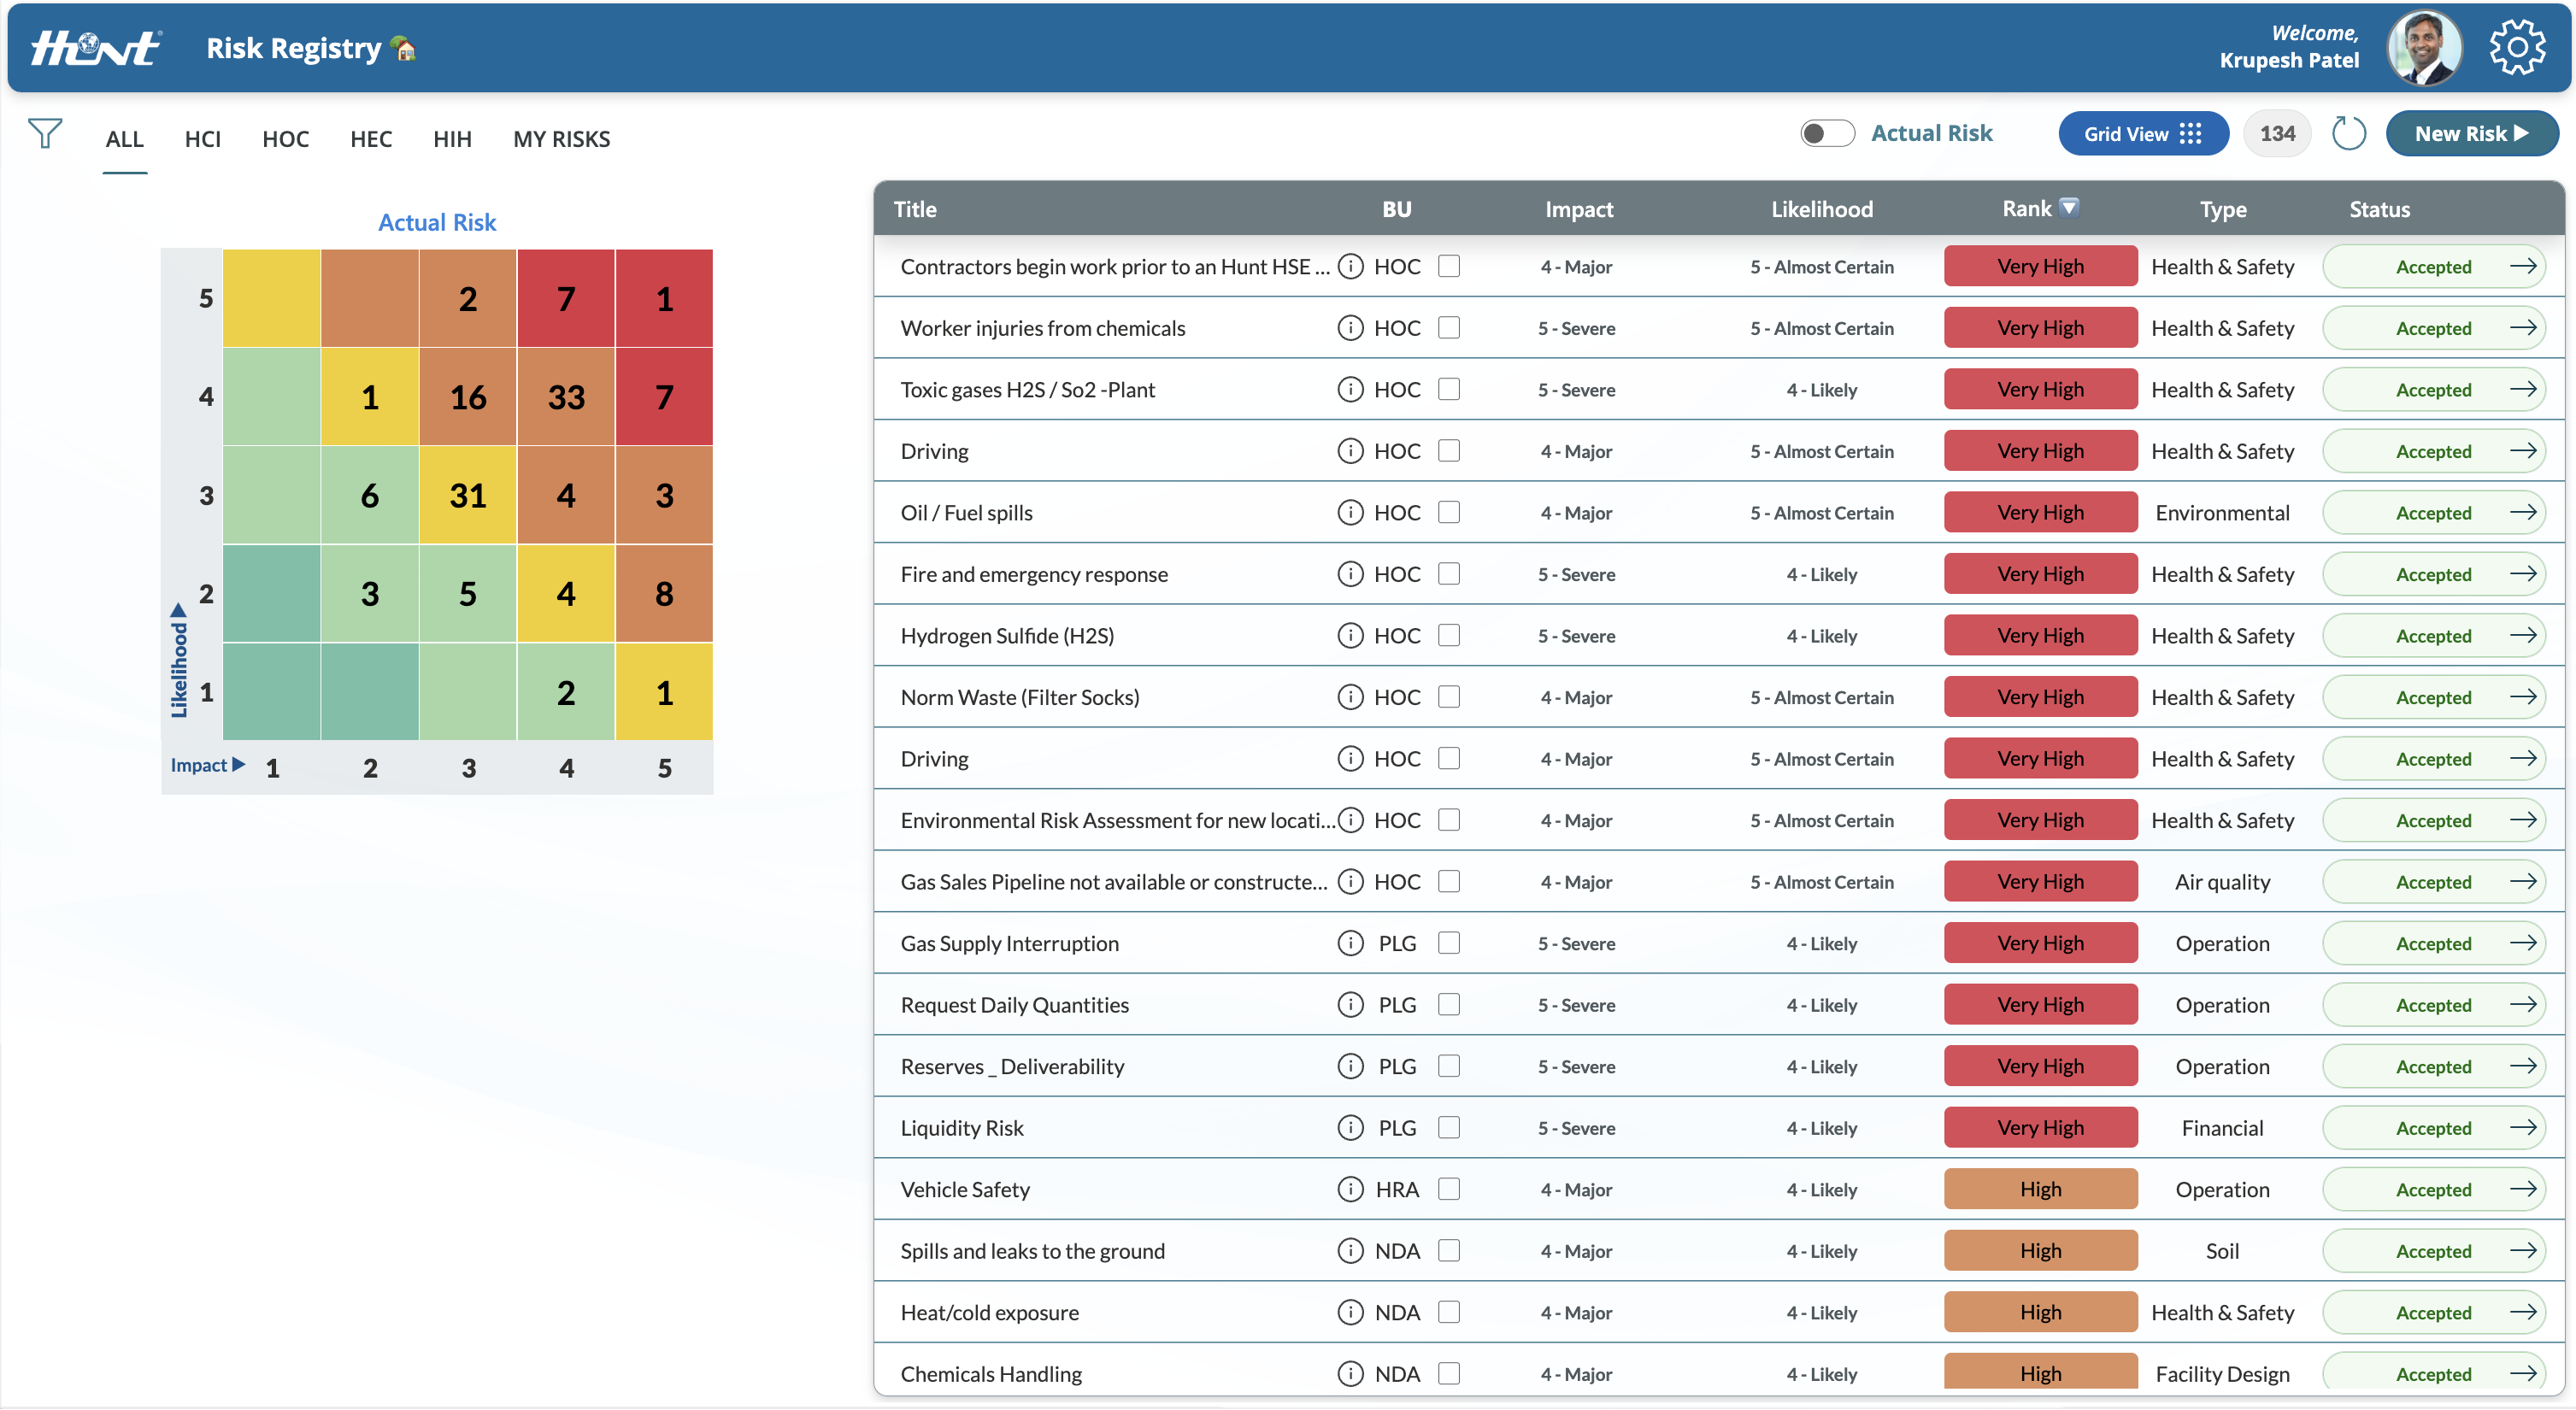 Hunt
Risk Registry
Welcome,
Krupesh Patel
ALL HCI HOC HEC HIH MY RISKS
Actual Risk
Grid View
134
New Risk
Actual Risk
5 2 7 1
4 1 16 33 7
3 6 31 4 3
2 3 5 4 8
1 2 1
Likelihood
Impact 1 2 3 4 5
Title BU Impact Likelihood Rank Type Status
Contractors begin work prior to an Hunt HSE ... HOC 4 - Major 5 - Almost Certain Very High Health & Safety Accepted
Worker injuries from chemicals HOC 5 - Severe 5 - Almost Certain Very High Health & Safety Accepted
Toxic gases H2S / So2 -Plant HOC 5 - Severe 4 - Likely Very High Health & Safety Accepted
Driving HOC 4 - Major 5 - Almost Certain Very High Health & Safety Accepted
Oil / Fuel spills HOC 4 - Major 5 - Almost Certain Very High Environmental Accepted
Fire and emergency response HOC 5 - Severe 4 - Likely Very High Health & Safety Accepted
Hydrogen Sulfide (H2S) HOC 5 - Severe 4 - Likely Very High Health & Safety Accepted
Norm Waste (Filter Socks) HOC 4 - Major 5 - Almost Certain Very High Health & Safety Accepted
Driving HOC 4 - Major 5 - Almost Certain Very High Health & Safety Accepted
Environmental Risk Assessment for new locati... HOC 4 - Major 5 - Almost Certain Very High Health & Safety Accepted
Gas Sales Pipeline not available or constructe... HOC 4 - Major 5 - Almost Certain Very High Air quality Accepted
Gas Supply Interruption PLG 5 - Severe 4 - Likely Very High Operation Accepted
Request Daily Quantities PLG 5 - Severe 4 - Likely Very High Operation Accepted
Reserves _ Deliverability PLG 5 - Severe 4 - Likely Very High Operation Accepted
Liquidity Risk PLG 5 - Severe 4 - Likely Very High Financial Accepted
Vehicle Safety HRA 4 - Major 4 - Likely High Operation Accepted
Spills and leaks to the ground NDA 4 - Major 4 - Likely High Soil Accepted
Heat/cold exposure NDA 4 - Major 4 - Likely High Health & Safety Accepted
Chemicals Handling NDA 4 - Major 4 - Likely High Facility Design Accepted